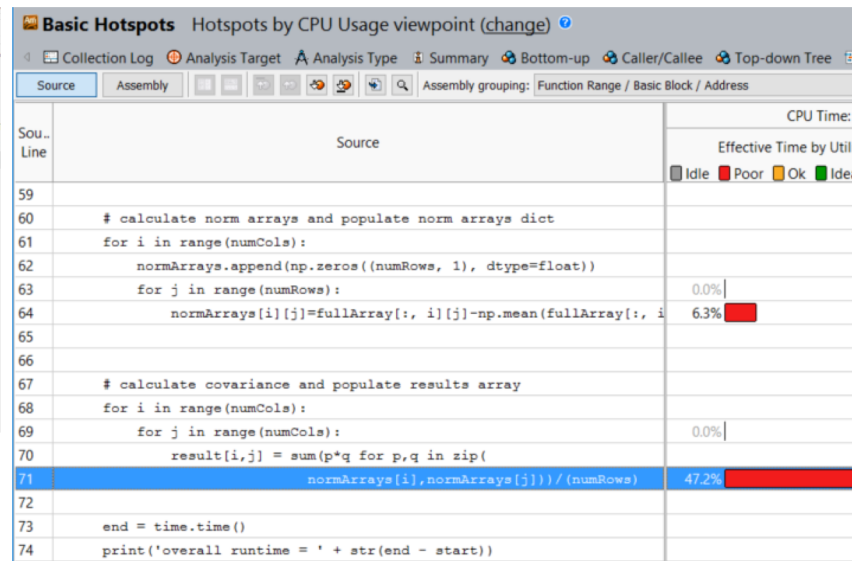 Basic Hotspots Hotspots by CPU Usage viewpoint (change)
Collection Log Analysis Target Analysis Type Summary Bottom-up Caller/Callee Top-down Tree
Source Assembly Assembly grouping: Function Range / Basic Block / Address
Sou.. Line Source CPU Time:
Effective Time by Util
Idle Poor Ok Idea
59
60 # calculate norm arrays and populate norm arrays dict
61 for i in range(numCols):
62 normArrays.append(np.zeros((numRows, 1), dtype=float))
63 for j in range(numRows): 0.0%
64 normArrays[i][j]=fullArray[:, i][j]-np.mean(fullArray[:, i 6.3%
65
66
67 # calculate covariance and populate results array
68 for i in range(numCols):
69 for j in range(numCols): 0.0%
70 result[i,j] = sum(p*q for p,q in zip(
71 normArrays[i],normArrays[j]))/(numRows) 47.2%
72
73 end = time.time()
74 print('overall runtime = ' + str(end - start))